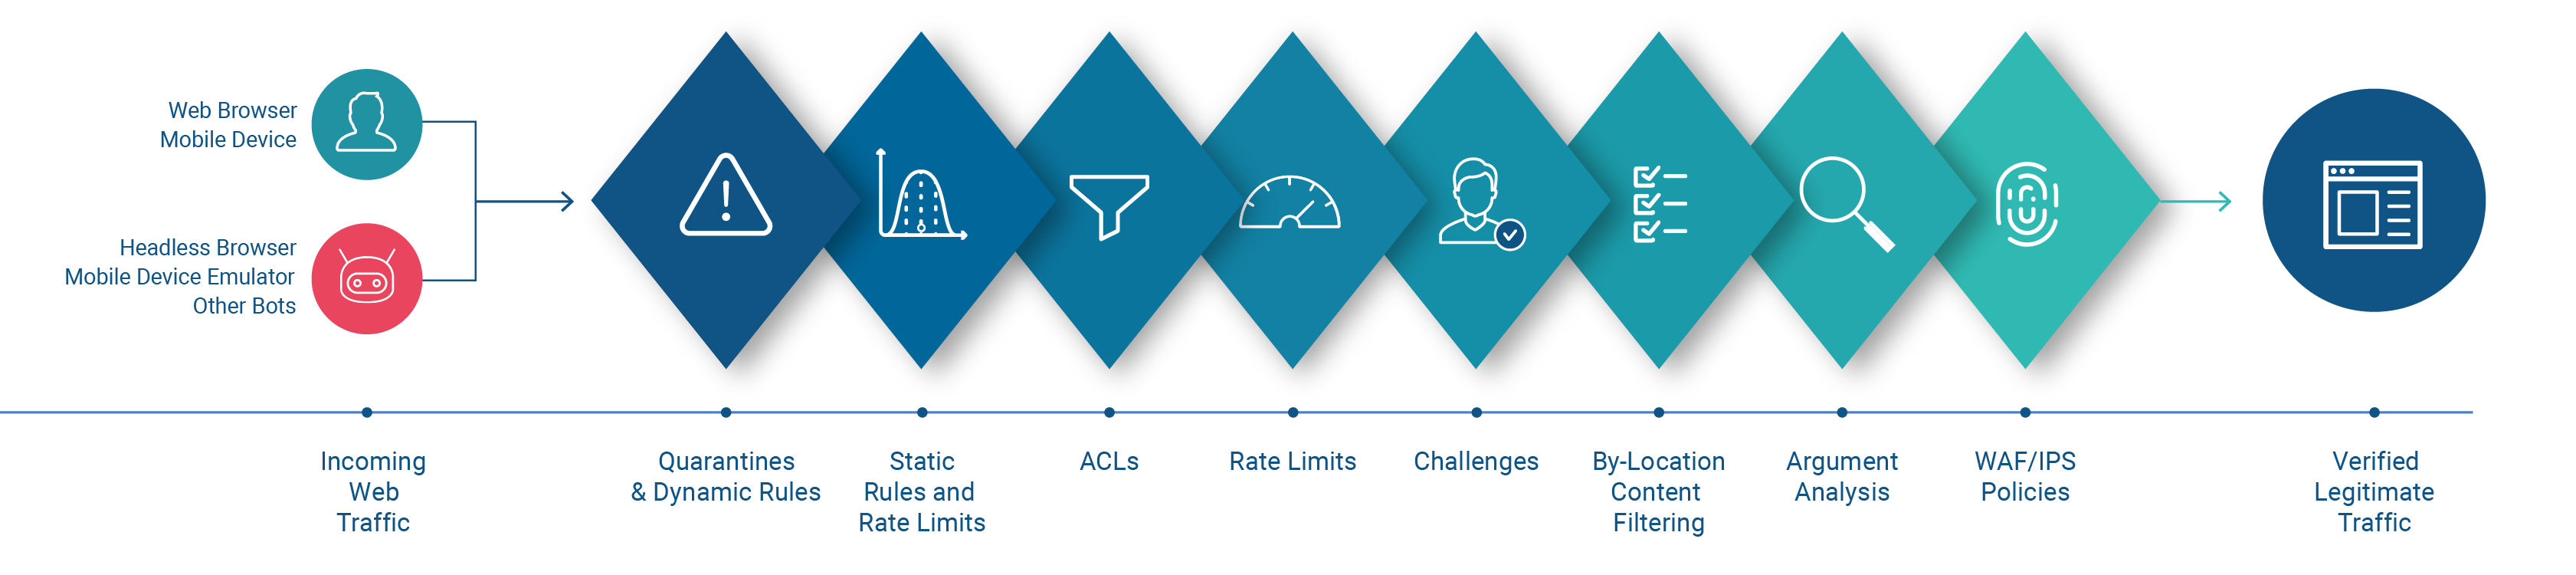 Web Browser
Mobile Device
Headless Browser
Mobile Device Emulator
Other Bots
Incoming
Web
Traffic
Quarantines
& Dynamic Rules
Static
Rules and
Rate Limits
ACLs
Rate Limits
Challenges
By-Location
Content
Filtering
Argument
Analysis
WAF/IPS
Policies
Verified
Legitimate
Traffic